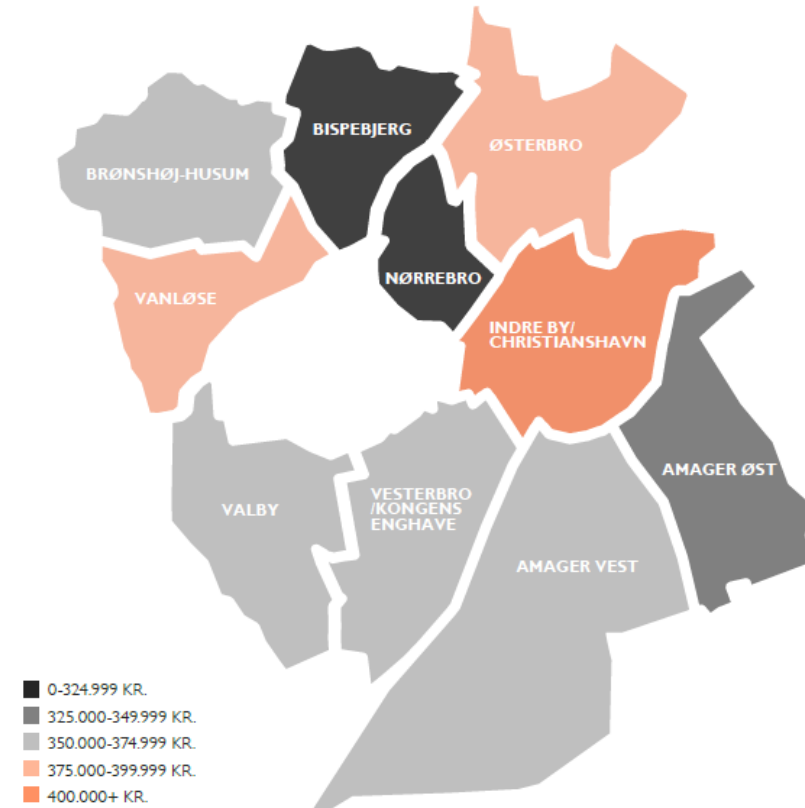 BISPEBJERG
ØSTERBRO
BRØNSHØJ-HUSUM
NØRREBRO
VANLØSE
INDRE BY/
CHRISTIANSHAVN
AMAGER ØST
VESTERBRO
/KONGENS
ENGHAVE
VALBY
AMAGER VEST
0-324.999 KR.
325.000-349.999 KR.
350.000-374.999 KR.
375.000-399.999 KR.
400.000+ KR.